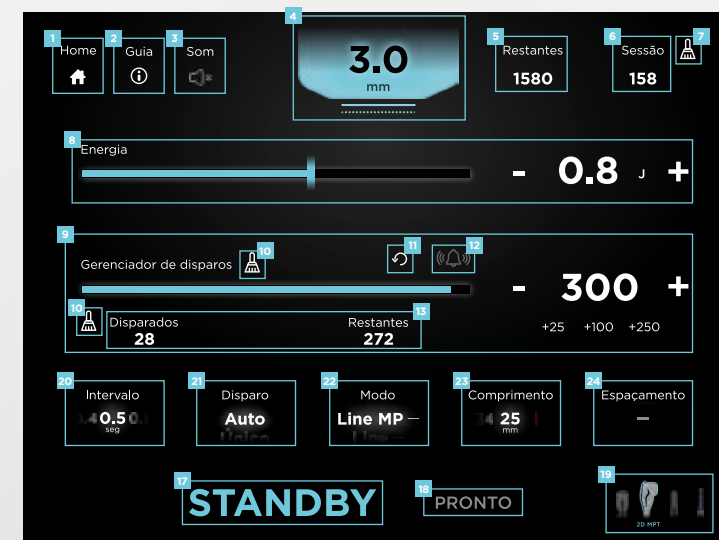 4
1 2 3 5 6 7
Home Guia Som Restantes Sessão
3.0
mm
1580 158
8
Energia
- 0.8 J +
9
10 11 12
Gerenciador de disparos
- 300 +
10 13
Disparados Restantes
28 272
+25 +100 +250
20 21 22 23 24
Intervalo Disparo Modo Comprimento Espaçamento
0.5 Auto Line MP 25 –
seg Único Line mm
17 18 19
STANDBY PRONTO
2D MPT